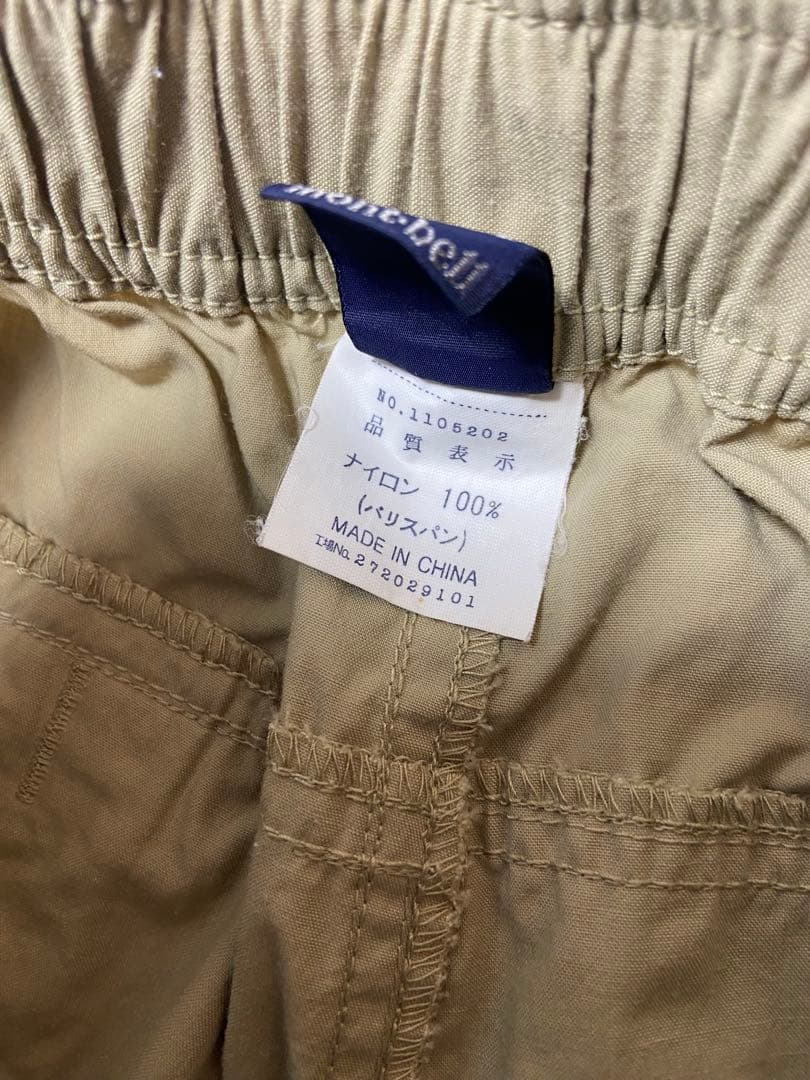 mont-bell
NO.1105202
品質表示
ナイロン 100%
(バリスパン)
MADE IN CHINA
工場No.272029101